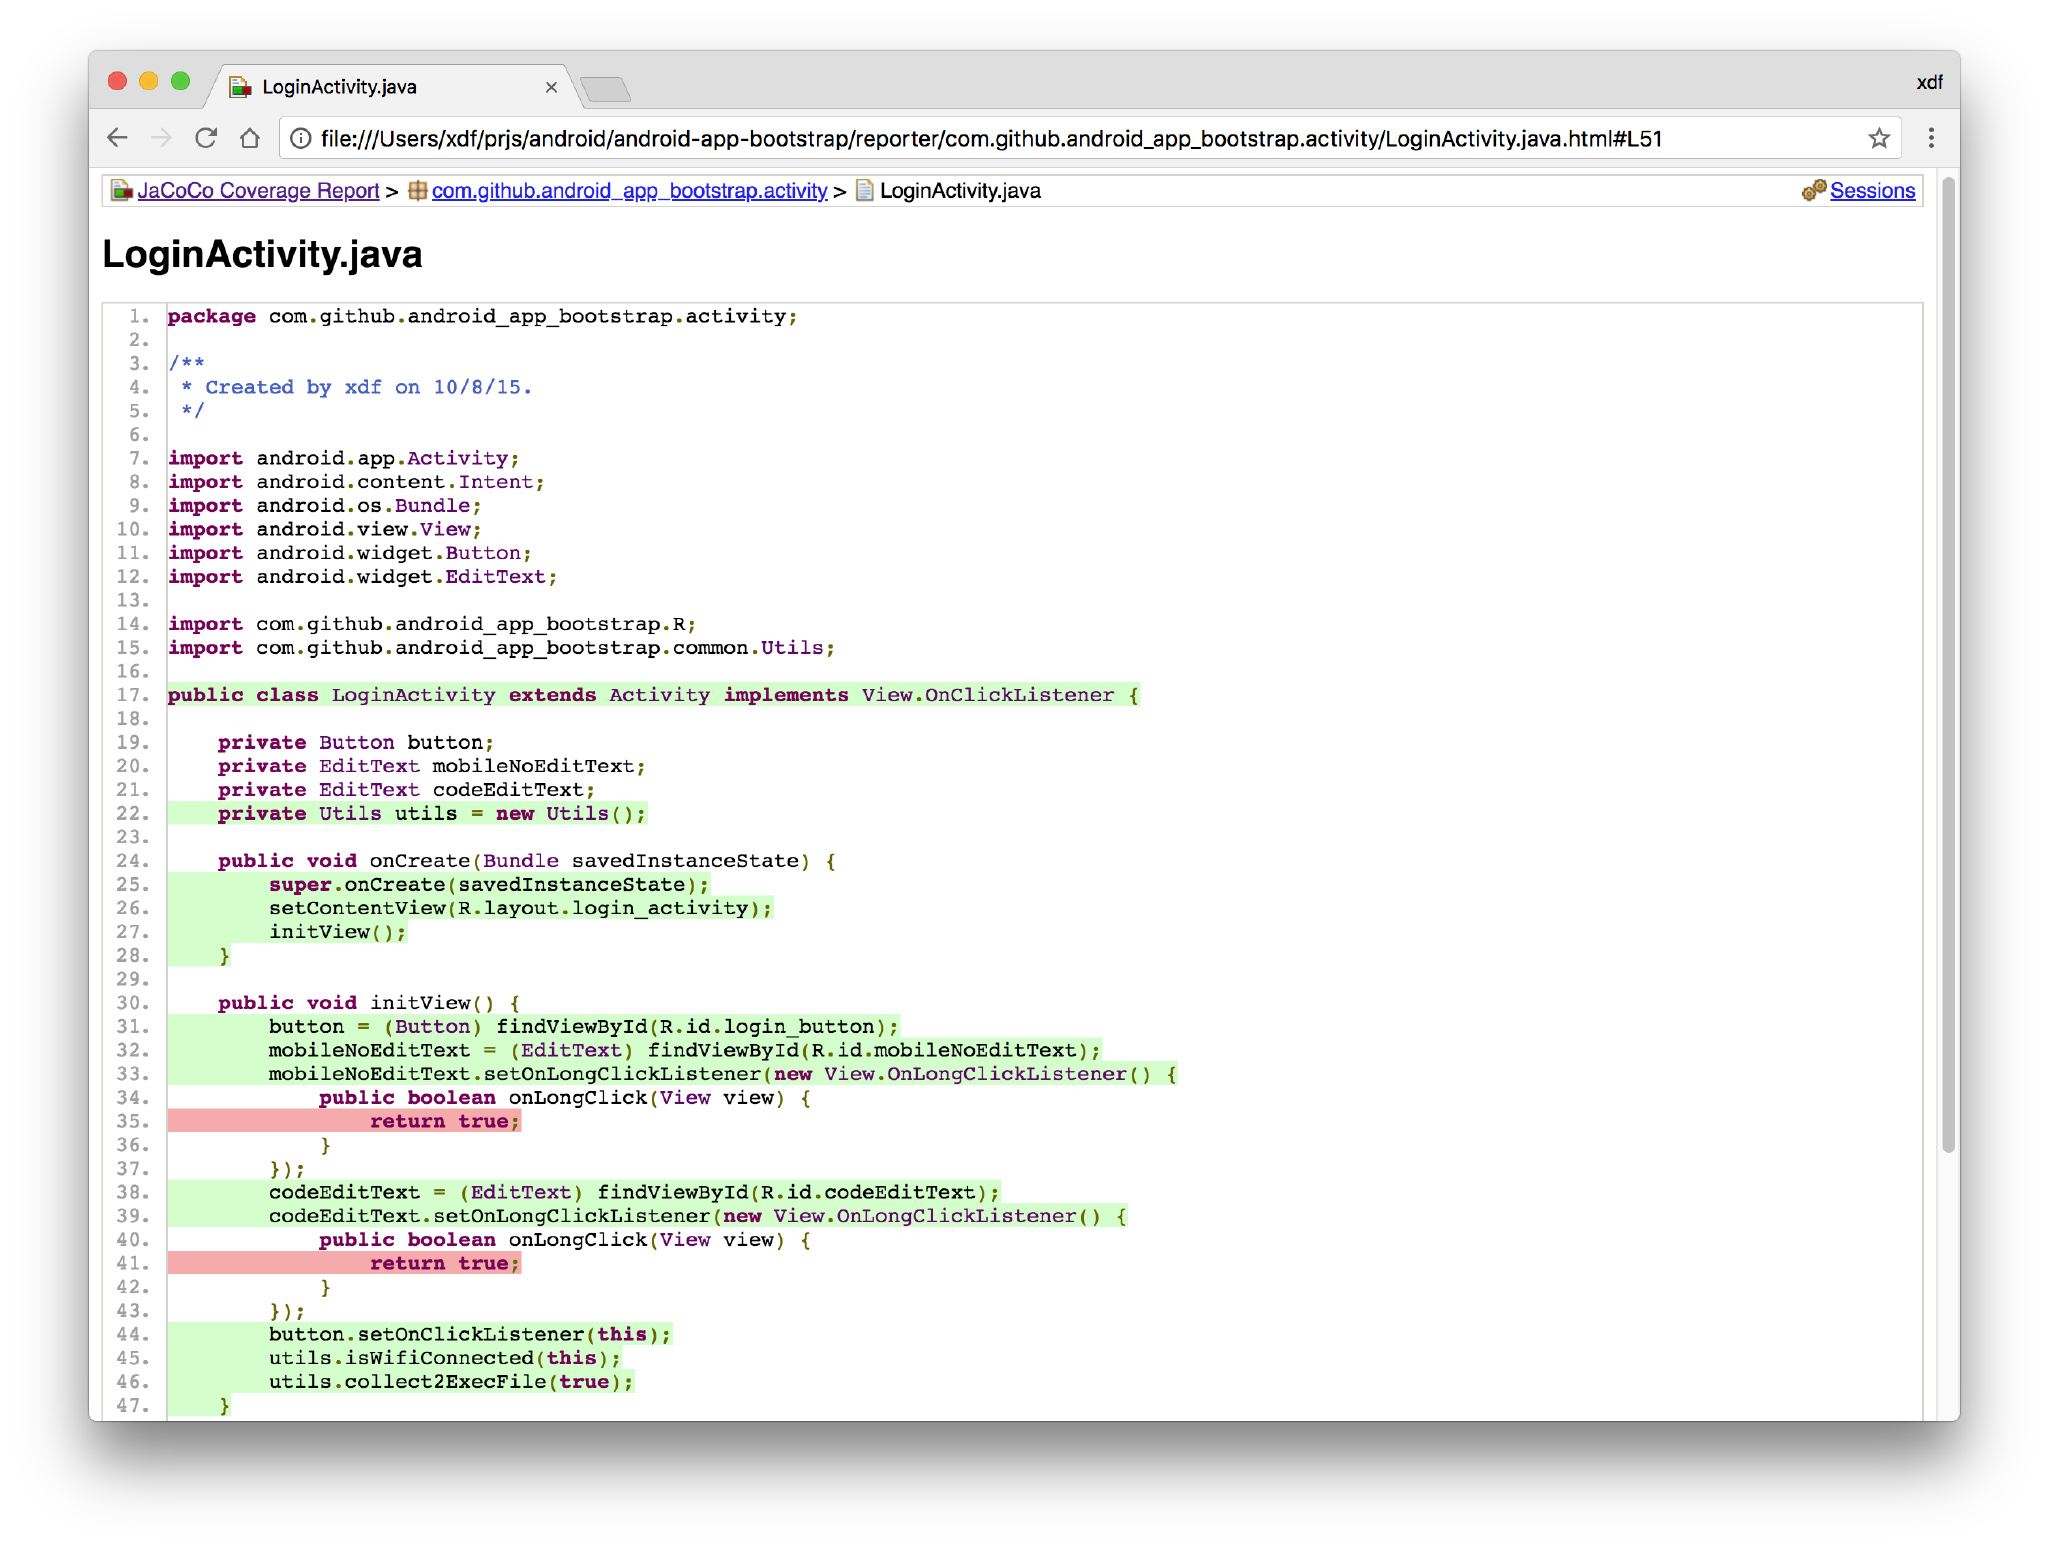 LoginActivity.java
xdf
file:///Users/xdf/prjs/android/android-app-bootstrap/reporter/com.github.android_app_bootstrap.activity/LoginActivity.java.html#L51
JaCoCo Coverage Report > com.github.android_app_bootstrap.activity > LoginActivity.java Sessions
LoginActivity.java
1. package com.github.android_app_bootstrap.activity;
2.
3. /**
4.  * Created by xdf on 10/8/15.
5.  */
6.
7. import android.app.Activity;
8. import android.content.Intent;
9. import android.os.Bundle;
10. import android.view.View;
11. import android.widget.Button;
12. import android.widget.EditText;
13.
14. import com.github.android_app_bootstrap.R;
15. import com.github.android_app_bootstrap.common.Utils;
16.
17. public class LoginActivity extends Activity implements View.OnClickListener {
18.
19.     private Button button;
20.     private EditText mobileNoEditText;
21.     private EditText codeEditText;
22.     private Utils utils = new Utils();
23.
24.     public void onCreate(Bundle savedInstanceState) {
25.         super.onCreate(savedInstanceState);
26.         setContentView(R.layout.login_activity);
27.         initView();
28.     }
29.
30.     public void initView() {
31.         button = (Button) findViewById(R.id.login_button);
32.         mobileNoEditText = (EditText) findViewById(R.id.mobileNoEditText);
33.         mobileNoEditText.setOnLongClickListener(new View.OnLongClickListener() {
34.             public boolean onLongClick(View view) {
35.                 return true;
36.             }
37.         });
38.         codeEditText = (EditText) findViewById(R.id.codeEditText);
39.         codeEditText.setOnLongClickListener(new View.OnLongClickListener() {
40.             public boolean onLongClick(View view) {
41.                 return true;
42.             }
43.         });
44.         button.setOnClickListener(this);
45.         utils.isWifiConnected(this);
46.         utils.collect2ExecFile(true);
47.     }